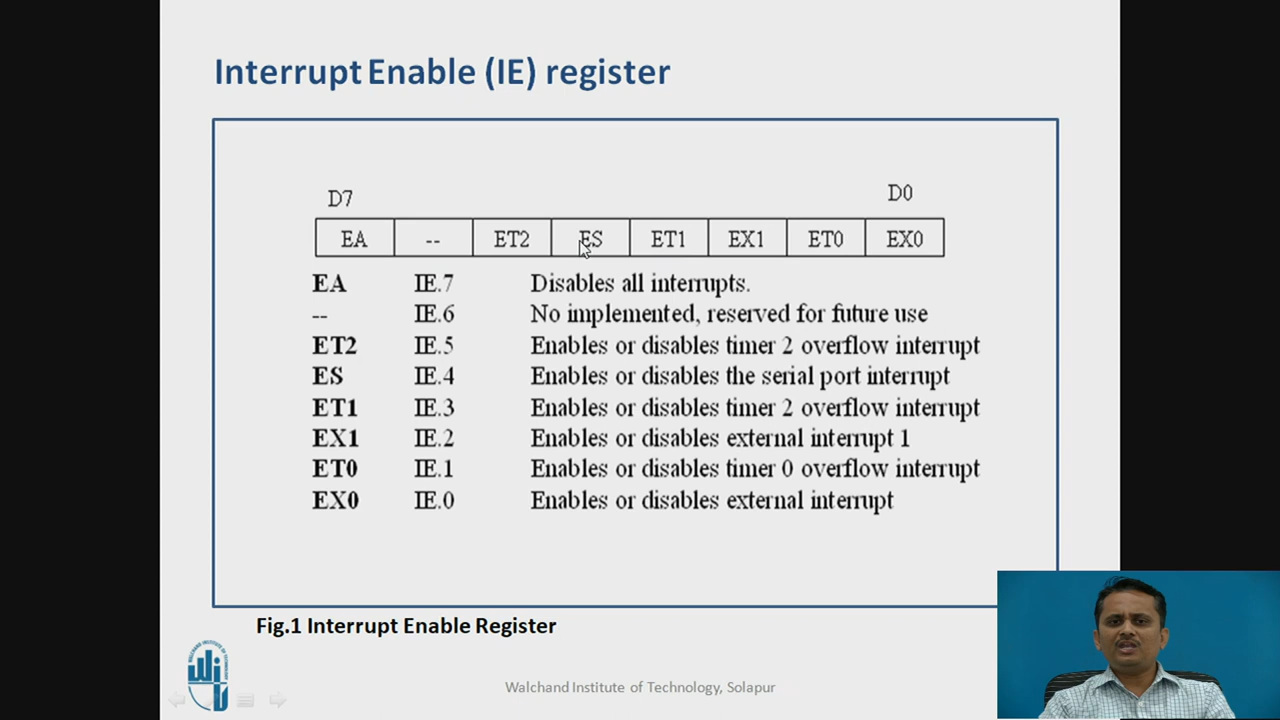 Interrupt Enable (IE) register
D7 D0
EA -- ET2 ES ET1 EX1 ET0 EX0
EA IE.7 Disables all interrupts.
-- IE.6 No implemented, reserved for future use
ET2 IE.5 Enables or disables timer 2 overflow interrupt
ES IE.4 Enables or disables the serial port interrupt
ET1 IE.3 Enables or disables timer 2 overflow interrupt
EX1 IE.2 Enables or disables external interrupt 1
ET0 IE.1 Enables or disables timer 0 overflow interrupt
EX0 IE.0 Enables or disables external interrupt
Fig.1 Interrupt Enable Register
Walchand Institute of Technology, Solapur